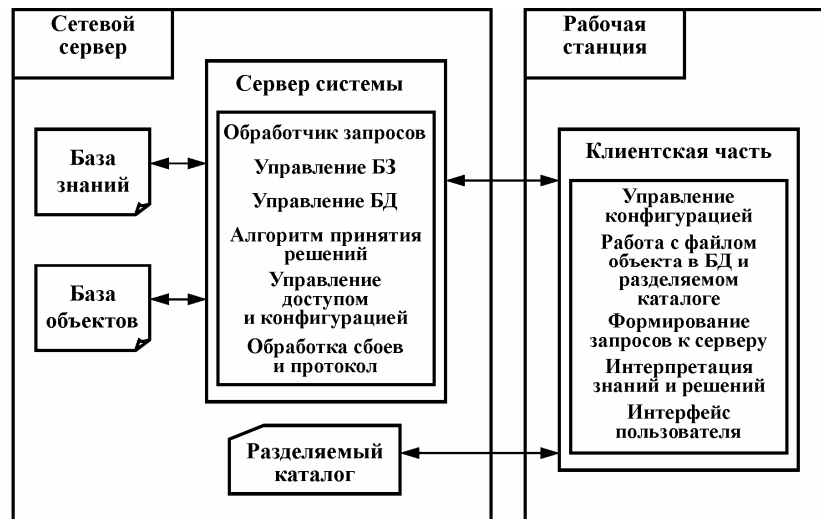 Сетевой
сервер
Сервер системы
Обработчик запросов
Управление БЗ
Управление БД
Алгоритм принятия
решений
Управление
доступом
и конфигурацией
Обработка сбоев
и протокол
База
знаний
База
объектов
Разделяемый
каталог
Рабочая
станция
Клиентская часть
Управление
конфигурацией
Работа с файлом
объекта в БД и
разделяемом
каталоге
Формирование
запросов к серверу
Интерпретация
знаний и решений
Интерфейс
пользователя